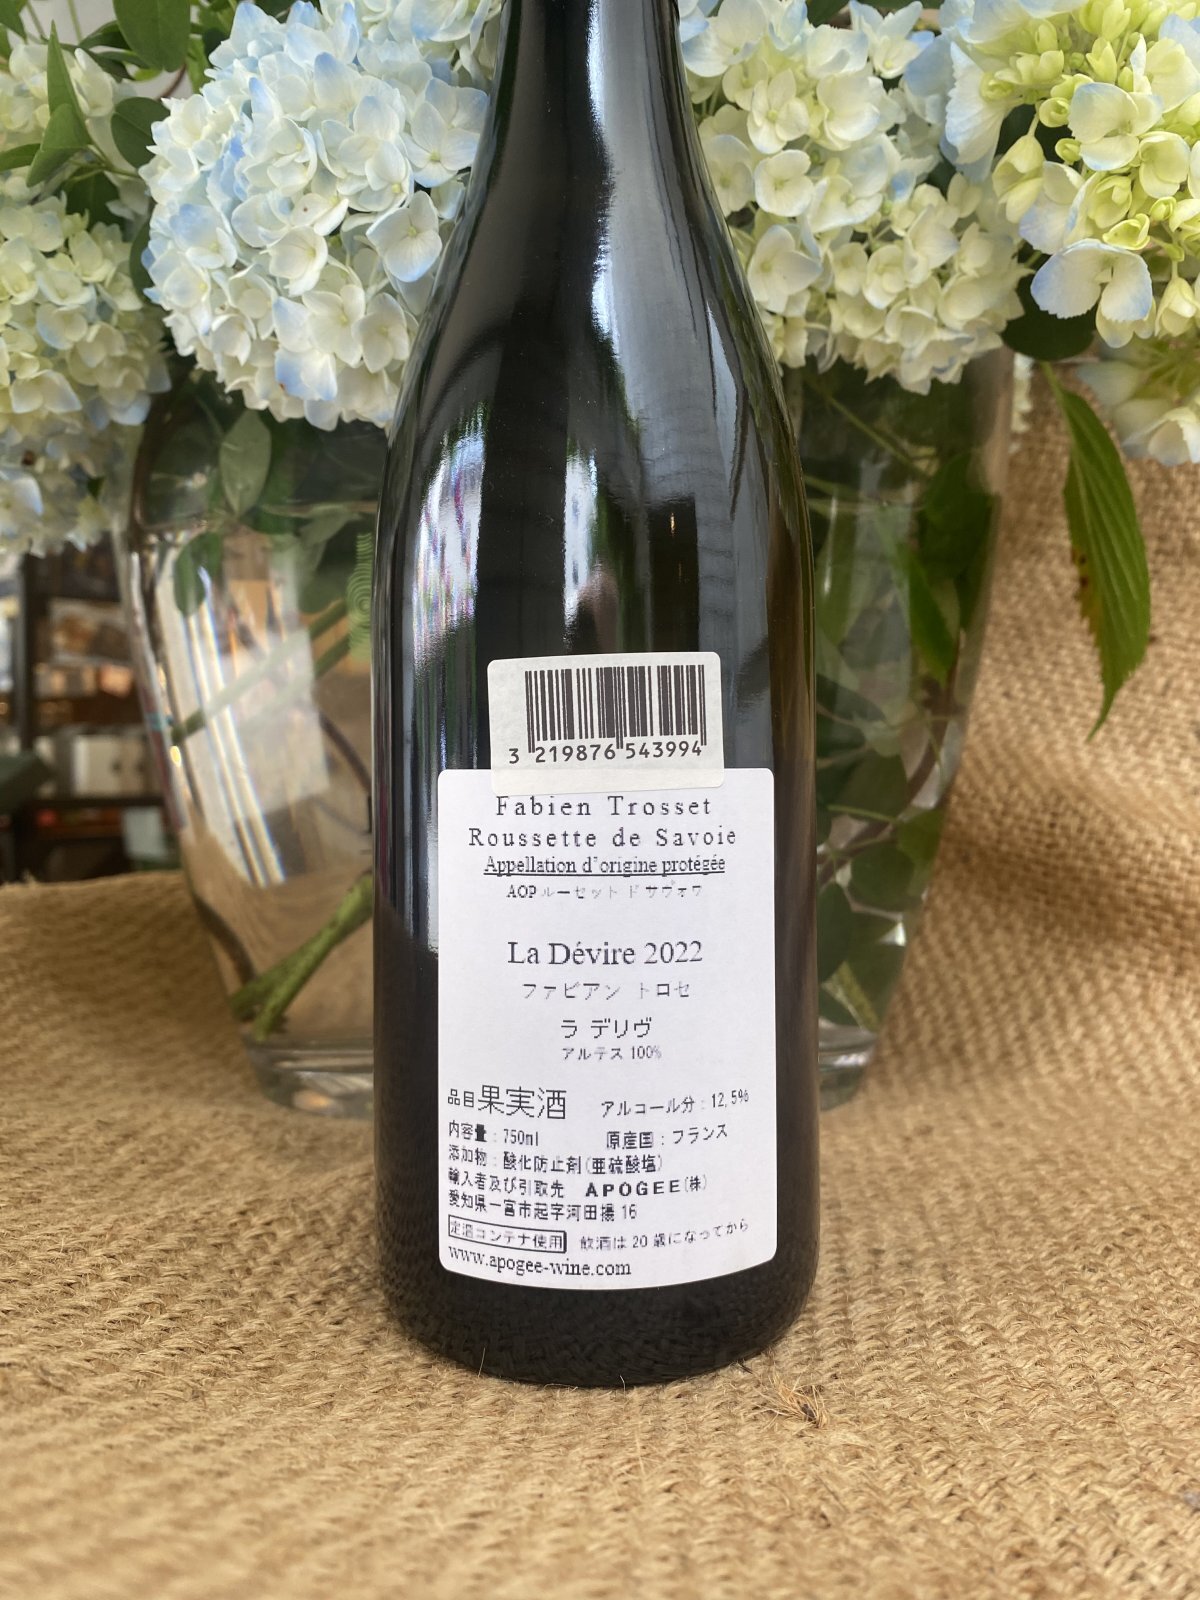 3 219876 543994
Fabien Trosset
Roussette de Savoie
Appellation d'origine protégée
AOP ルーセット ド サヴォワ
La Dévire 2022
ファビアン トロセ
ラ デリヴ
アルテス 100%
品目果実酒 アルコール分：12,5%
内容量：750ml 原産国：フランス
添加物：酸化防止剤(亜硫酸塩)
輸入者及び引取先 APOGEE(株)
愛知県一宮市起字河田揚 16
定温コンテナ使用 飲酒は 20 歳になってから
www.apogee-wine.com